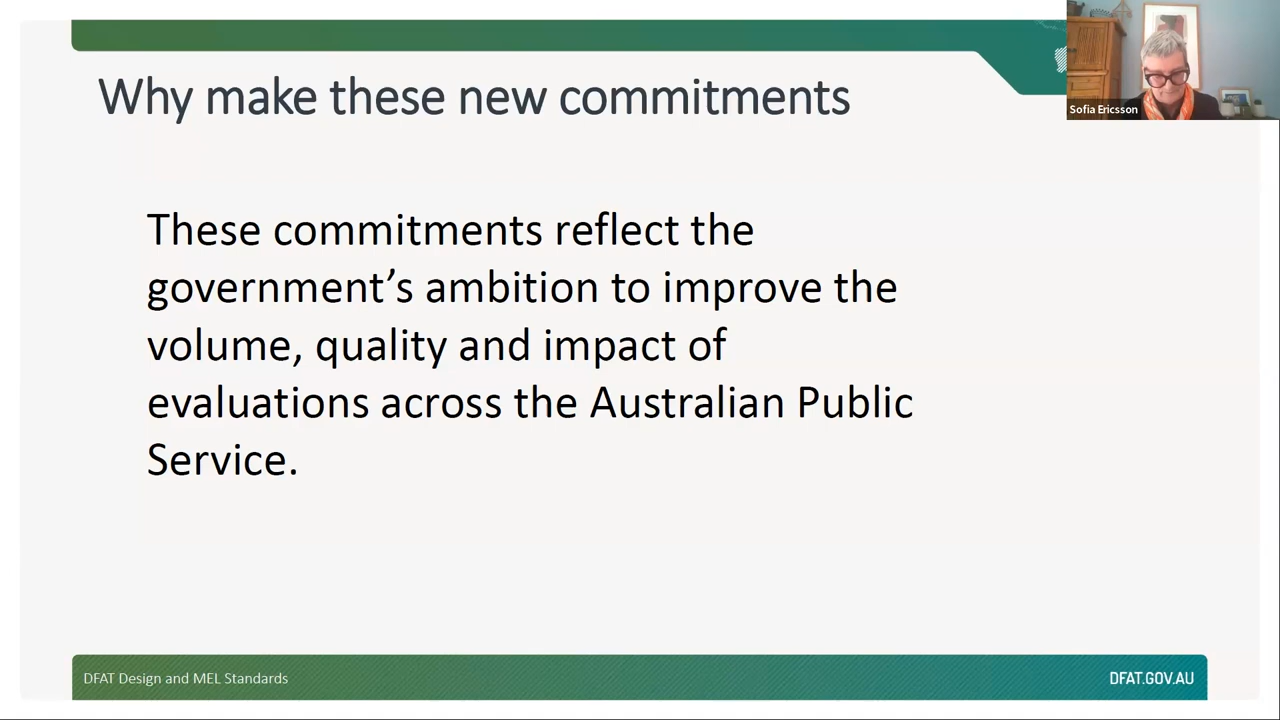 Why make these new commitments
Sofia Ericsson
These commitments reflect the
government’s ambition to improve the
volume, quality and impact of
evaluations across the Australian Public
Service.
DFAT Design and MEL Standards
DFAT.GOV.AU